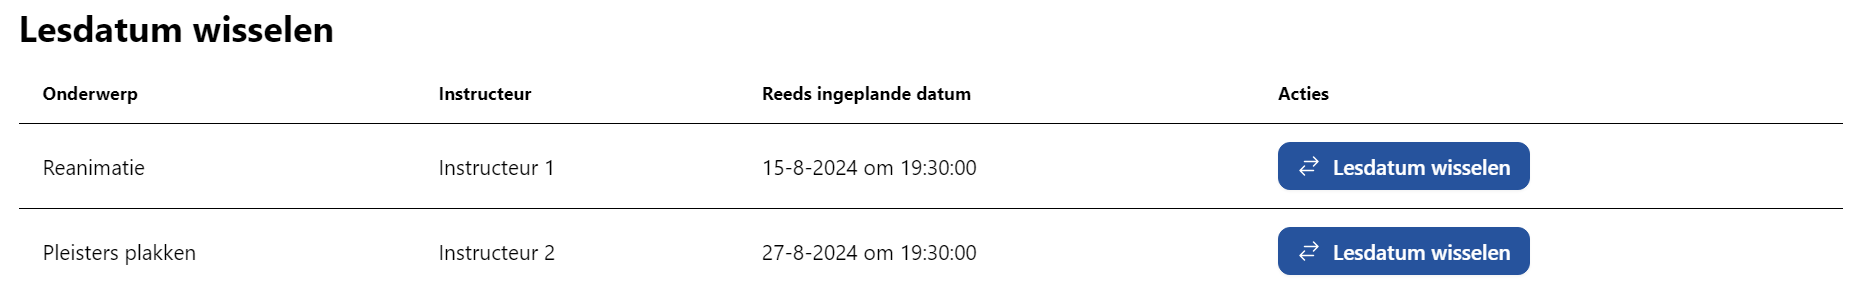 Lesdatum wisselen
Onderwerp Instructeur Reeds ingeplande datum Acties
Reanimatie Instructeur 1 15-8-2024 om 19:30:00 Lesdatum wisselen
Pleisters plakken Instructeur 2 27-8-2024 om 19:30:00 Lesdatum wisselen